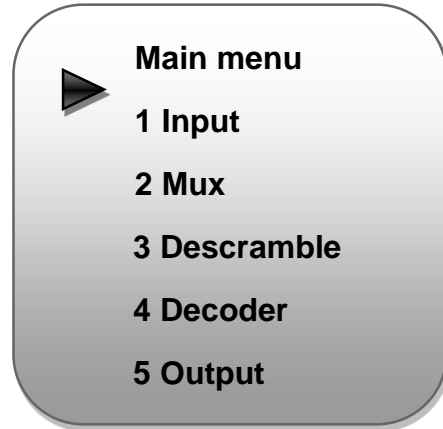 Main menu
1 Input
2 Mux
3 Descramble
4 Decoder
5 Output